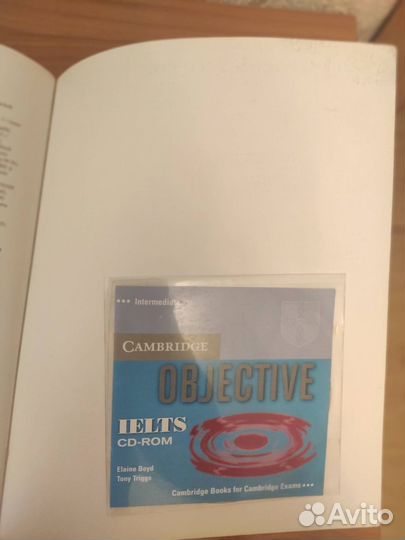 Intermediate
CAMBRIDGE
OBJECTIVE
IELTS
CD-ROM
Elaine Boyd
Tony Triggs
Cambridge Books for Cambridge Exams
Avito